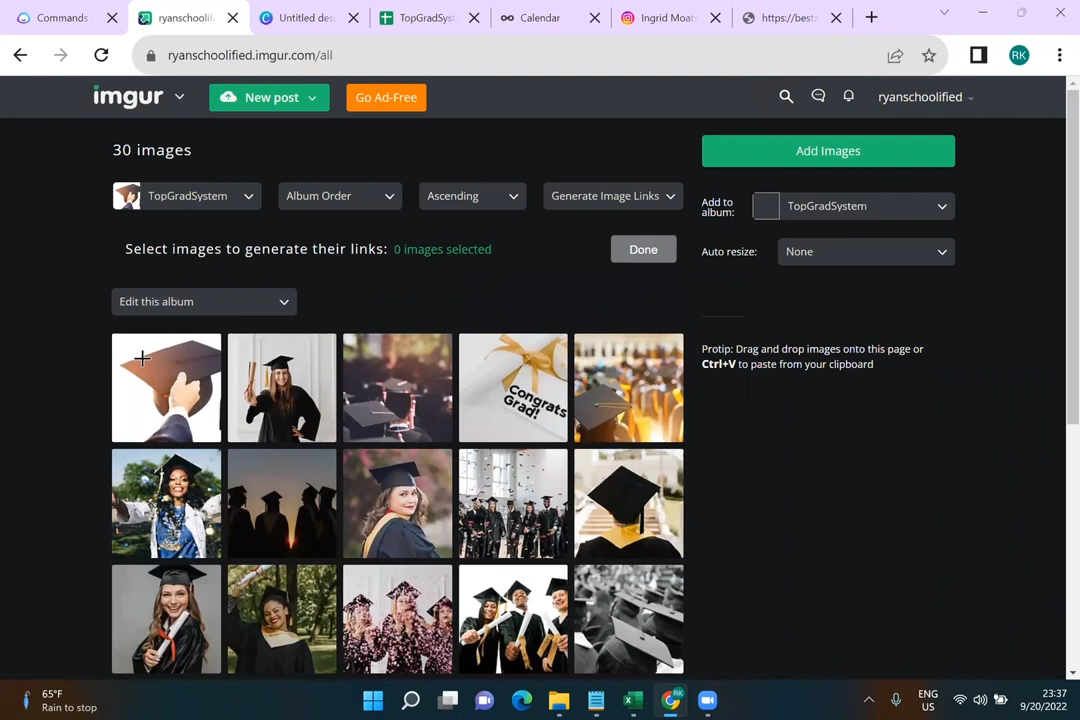 Commands
ryanschoolif
Untitled des
TopGradSyst
Calendar
Ingrid Moats
https://besta
ryanschoolified.imgur.com/all
RK
imgur
New post
Go Ad-Free
ryanschoolified
30 images
Add Images
TopGradSystem
Album Order
Ascending
Generate Image Links
Add to album:
TopGradSystem
Select images to generate their links: 0 images selected
Done
Auto resize:
None
Edit this album
Protip: Drag and drop images onto this page or
Ctrl+V to paste from your clipboard
Congrats
Grad!
65°F
Rain to stop
RK
ENG
US
23:37
9/20/2022